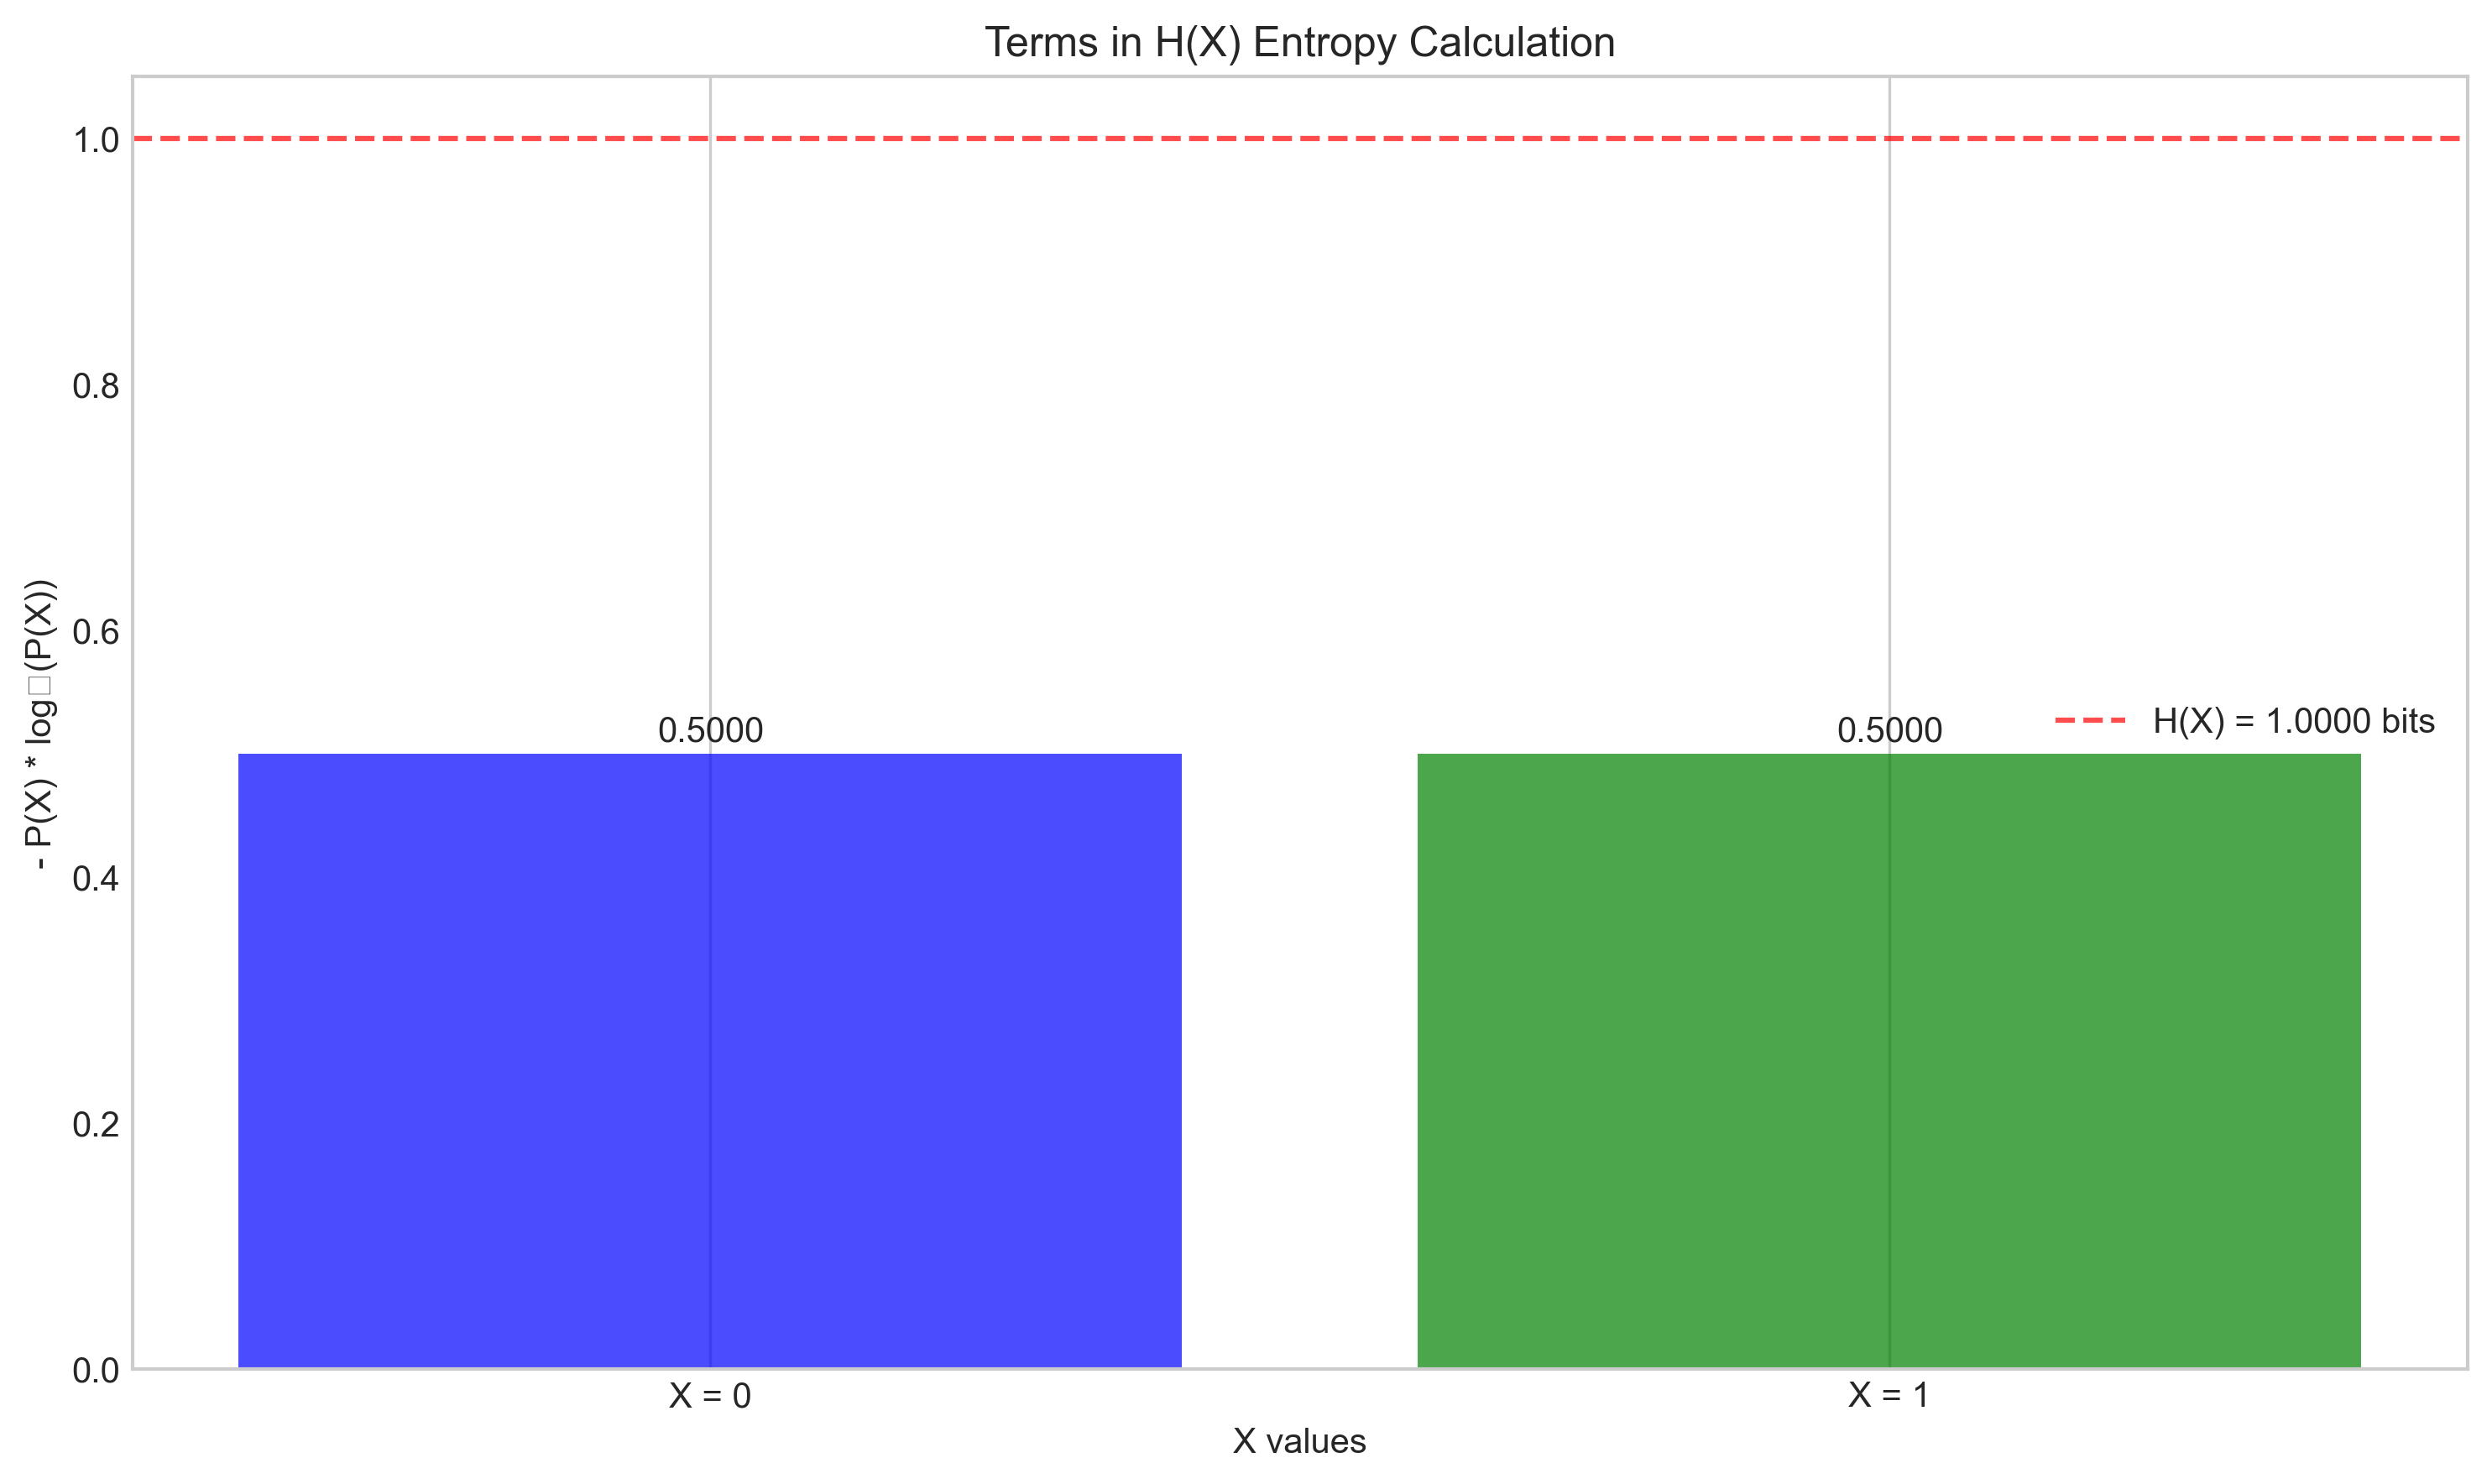 Terms in H(X) Entropy Calculation
- P(X) * log□(P(X))
1.0
0.8
0.6
0.4
0.2
0.0
0.5000
0.5000
H(X) = 1.0000 bits
X = 0
X = 1
X values